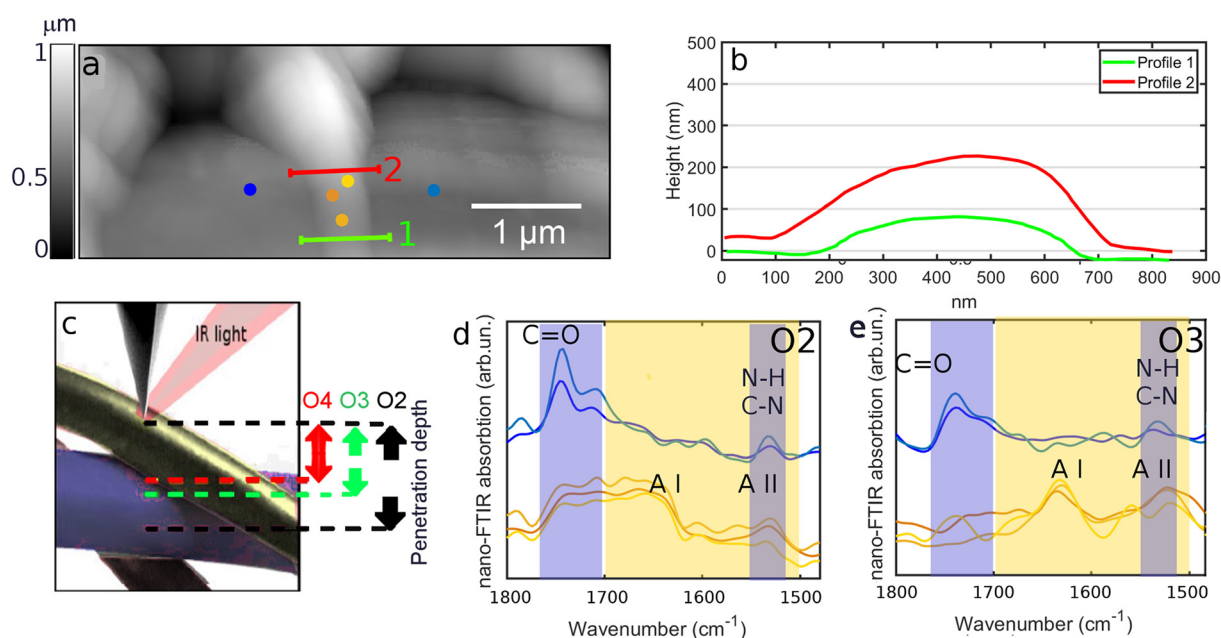 μm
1
0.5
0
a
2
1
1 μm
b
Profile 1
Profile 2
Height (nm)
500
400
300
200
100
0
0 100 200 300 400 500 600 700 800 900
nm
c
IR light
O4 O3 O2
Penetration depth
d
C=O
O2
N-H
C-N
A I
A II
nano-FTIR absorption (arb.un.)
1800 1700 1600 1500
Wavenumber (cm⁻¹)
e
C=O
O3
N-H
C-N
A I
A II
nano-FTIR absorption (arb.un.)
1800 1700 1600 1500
Wavenumber (cm⁻¹)